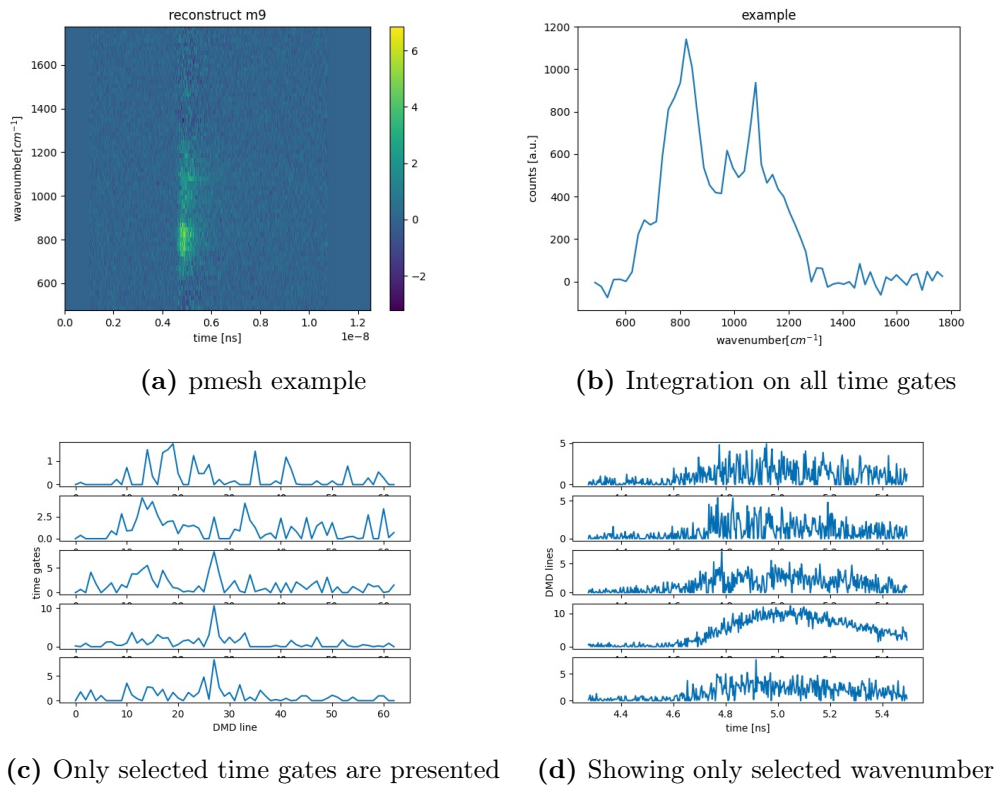 reconstruct m9
wavenumber[cm⁻¹]
1600
1400
1200
1000
800
600
0.0 0.2 0.4 0.6 0.8 1.0 1.2
1e−8
time [ns]
6
4
2
0
−2
(a) pmesh example
example
counts [a.u.]
1200
1000
800
600
400
200
0
600 800 1000 1200 1400 1600 1800
wavenumber[cm⁻¹]
(b) Integration on all time gates
time gates
1
0
2.5
0.0
5
0
10
0
5
0
0 10 20 30 40 50 60
DMD line
(c) Only selected time gates are presented
DMD lines
5
0
5
0
5
0
10
0
5
0
4.4 4.6 4.8 5.0 5.2 5.4
time [ns]
(d) Showing only selected wavenumber